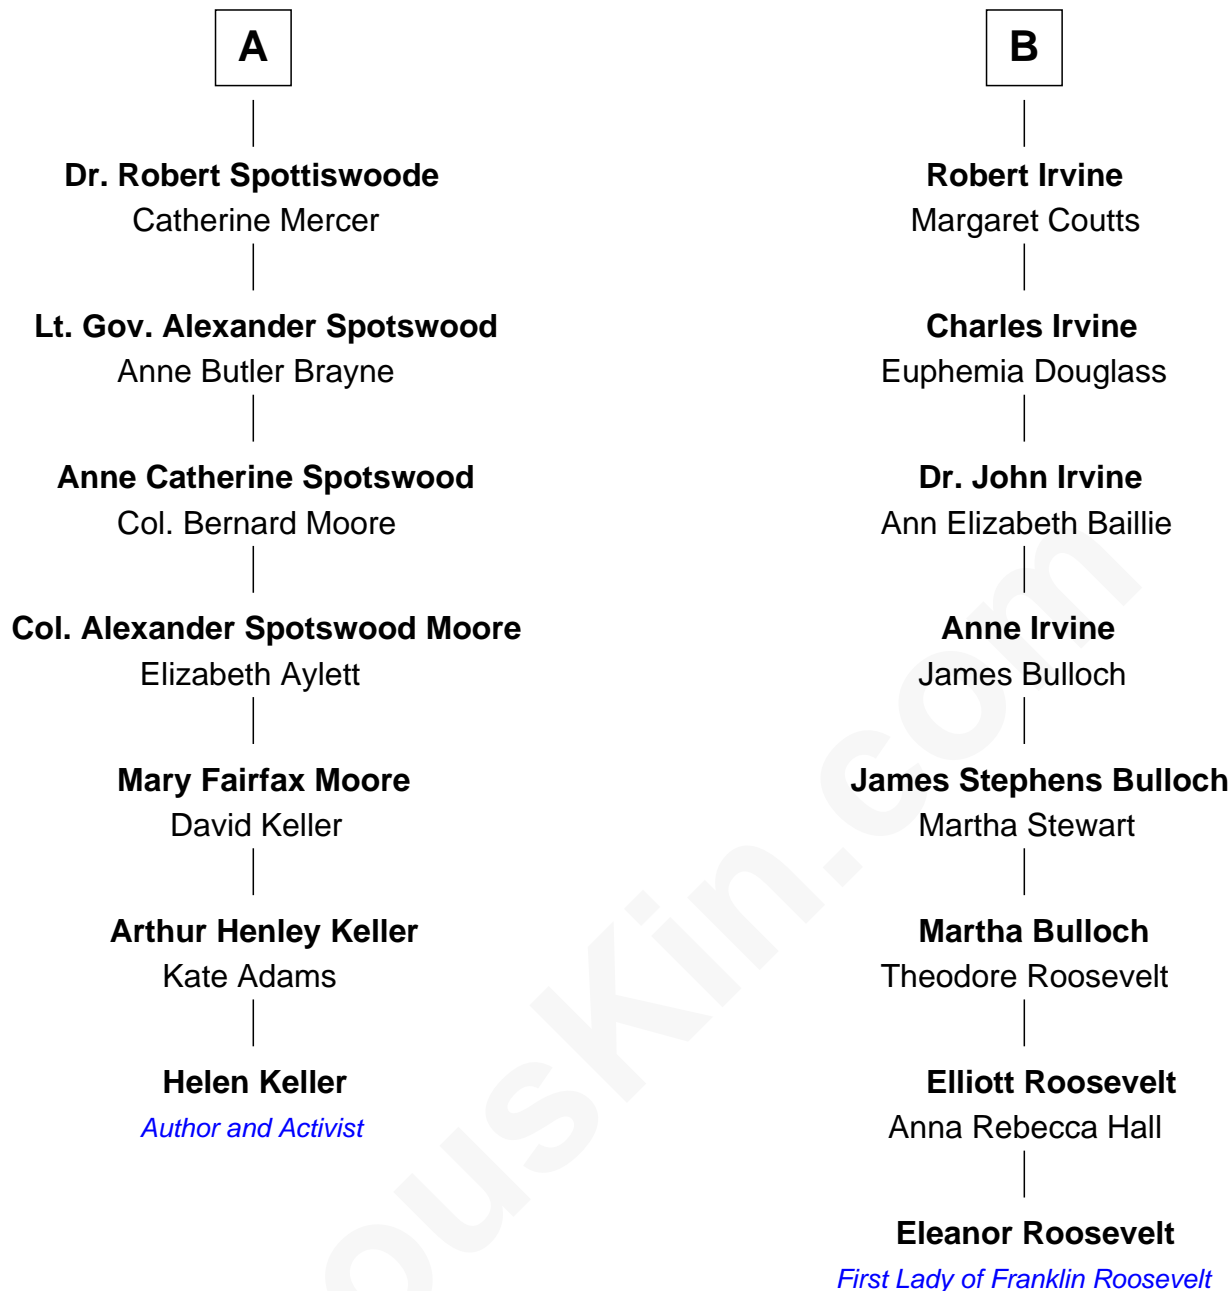 A
Dr. Robert Spottiswoode
Catherine Mercer
Lt. Gov. Alexander Spotswood
Anne Butler Brayne
Anne Catherine Spotswood
Col. Bernard Moore
Col. Alexander Spotswood Moore
Elizabeth Aylett
Mary Fairfax Moore
David Keller
Arthur Henley Keller
Kate Adams
Helen Keller
Author and Activist
B
Robert Irvine
Margaret Coutts
Charles Irvine
Euphemia Douglass
Dr. John Irvine
Ann Elizabeth Baillie
Anne Irvine
James Bulloch
James Stephens Bulloch
Martha Stewart
Martha Bulloch
Theodore Roosevelt
Elliott Roosevelt
Anna Rebecca Hall
Eleanor Roosevelt
First Lady of Franklin Roosevelt
ousKin.com